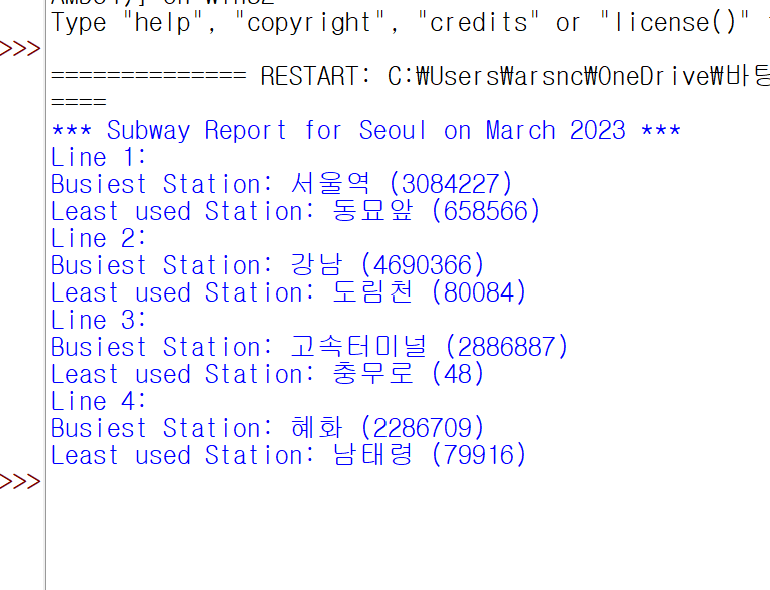 Type "help", "copyright", "credits" or "license()"
>>>
============== RESTART: C:\Users\arsnc\OneDrive\바탕
====
*** Subway Report for Seoul on March 2023 ***
Line 1:
Busiest Station: 서울역 (3084227)
Least used Station: 동묘앞 (658566)
Line 2:
Busiest Station: 강남 (4690366)
Least used Station: 도림천 (80084)
Line 3:
Busiest Station: 고속터미널 (2886887)
Least used Station: 충무로 (48)
Line 4:
Busiest Station: 혜화 (2286709)
Least used Station: 남태령 (79916)
>>>